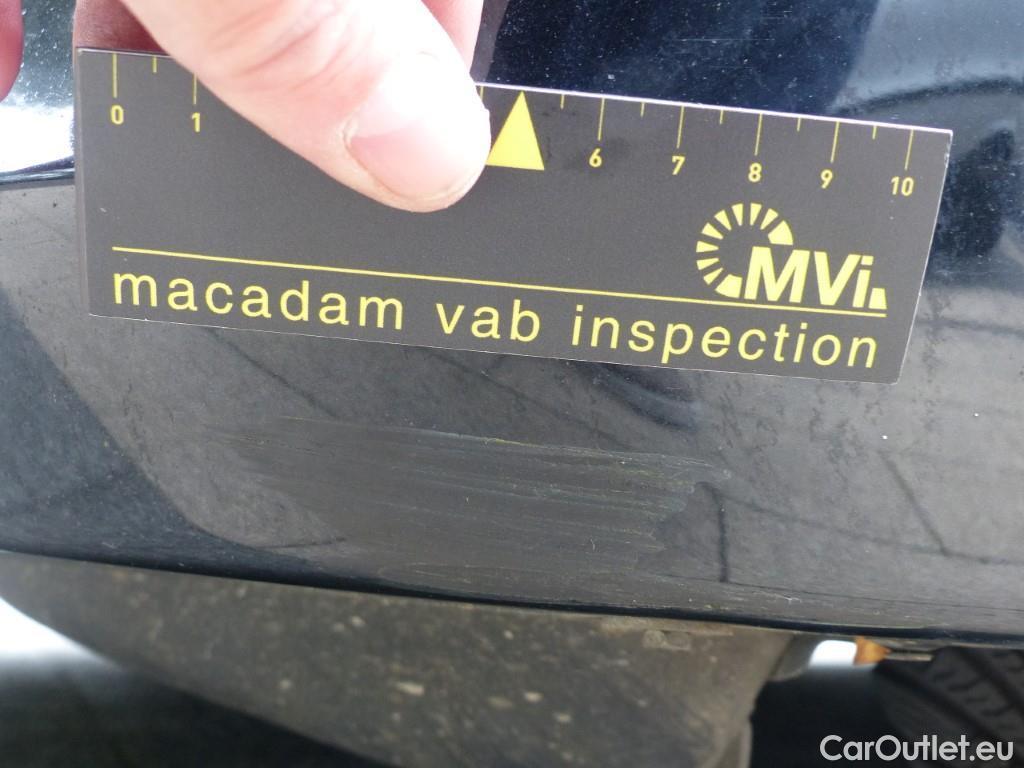 0 1 6 7 8 9 10
MVi
macadam vab inspection
CarOutlet.eu